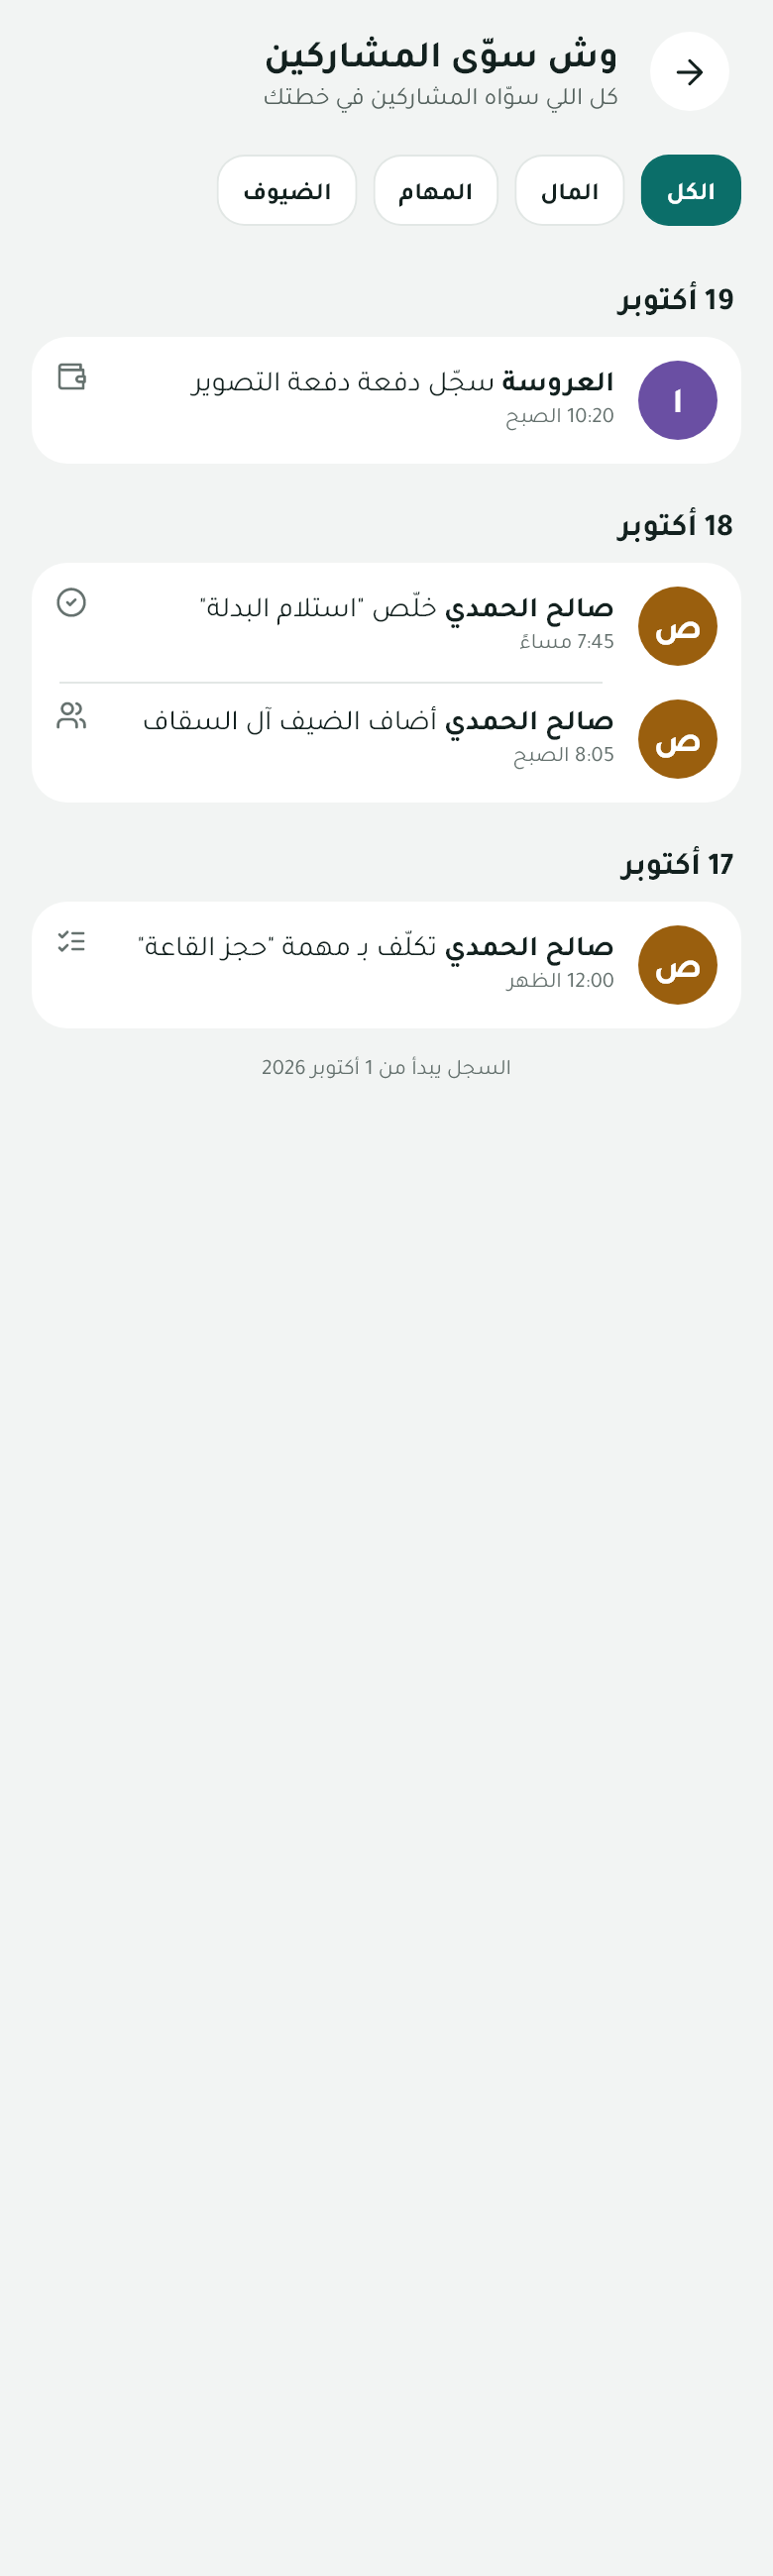 وش سوّى المشاركين
كل اللي سوّاه المشاركين في خطتك
الكل
المال
المهام
الضيوف
19 أكتوبر
ا
العروسة سجّل دفعة دفعة التصوير
10:20 الصبح
18 أكتوبر
ص
صالح الحمدي خلّص "استلام البدلة"
7:45 مساءً
ص
صالح الحمدي أضاف الضيف آل السقاف
8:05 الصبح
17 أكتوبر
ص
صالح الحمدي تكلّف بـ مهمة "حجز القاعة"
12:00 الظهر
السجل يبدأ من 1 أكتوبر 2026